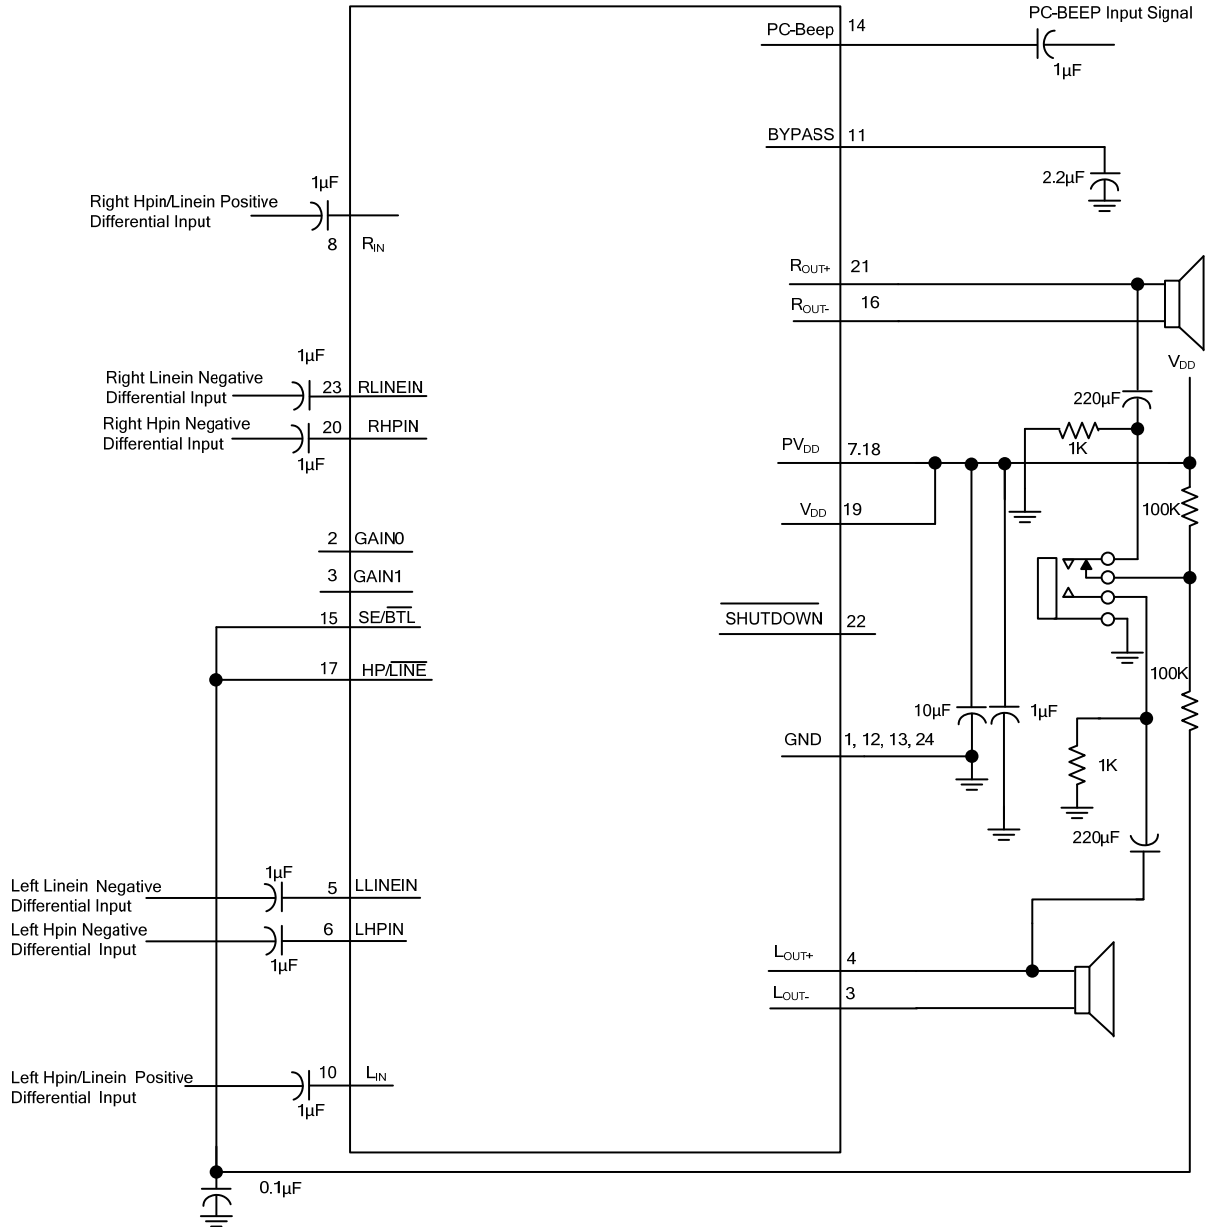 PC-BEEP Input Signal
PC-Beep
14
1µF
BYPASS
11
2.2µF
1µF
Right Hpin/Linein Positive
Differential Input
8
RIN
ROUT+
21
ROUT-
16
VDD
1µF
Right Linein Negative
Differential Input
23
RLINEIN
Right Hpin Negative
Differential Input
20
RHPIN
1µF
220µF
1K
PVDD
7.18
VDD
19
100K
2
GAIN0
3
GAIN1
15
SE/BTL
17
HP/LINE
SHUTDOWN
22
100K
10µF
1µF
GND
1, 12, 13, 24
1K
220µF
1µF
Left Linein Negative
Differential Input
5
LLINEIN
Left Hpin Negative
Differential Input
6
LHPIN
1µF
LOUT+
4
LOUT-
3
Left Hpin/Linein Positive
Differential Input
10
LIN
1µF
0.1µF